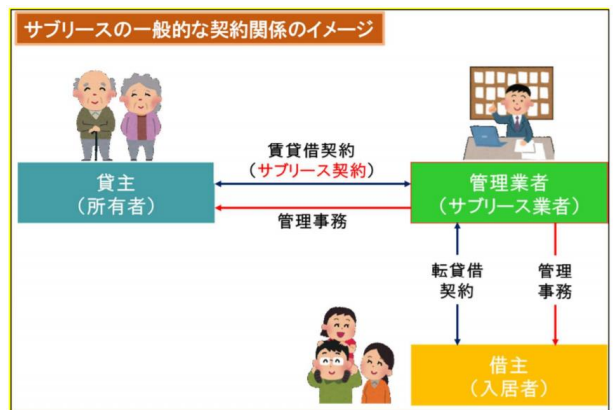 サブリースの一般的な契約関係のイメージ
賃貸借契約
（サブリース契約）
貸主
（所有者）
管理業者
（サブリース業者）
管理事務
転貸借
契約
管理
事務
借主
（入居者）